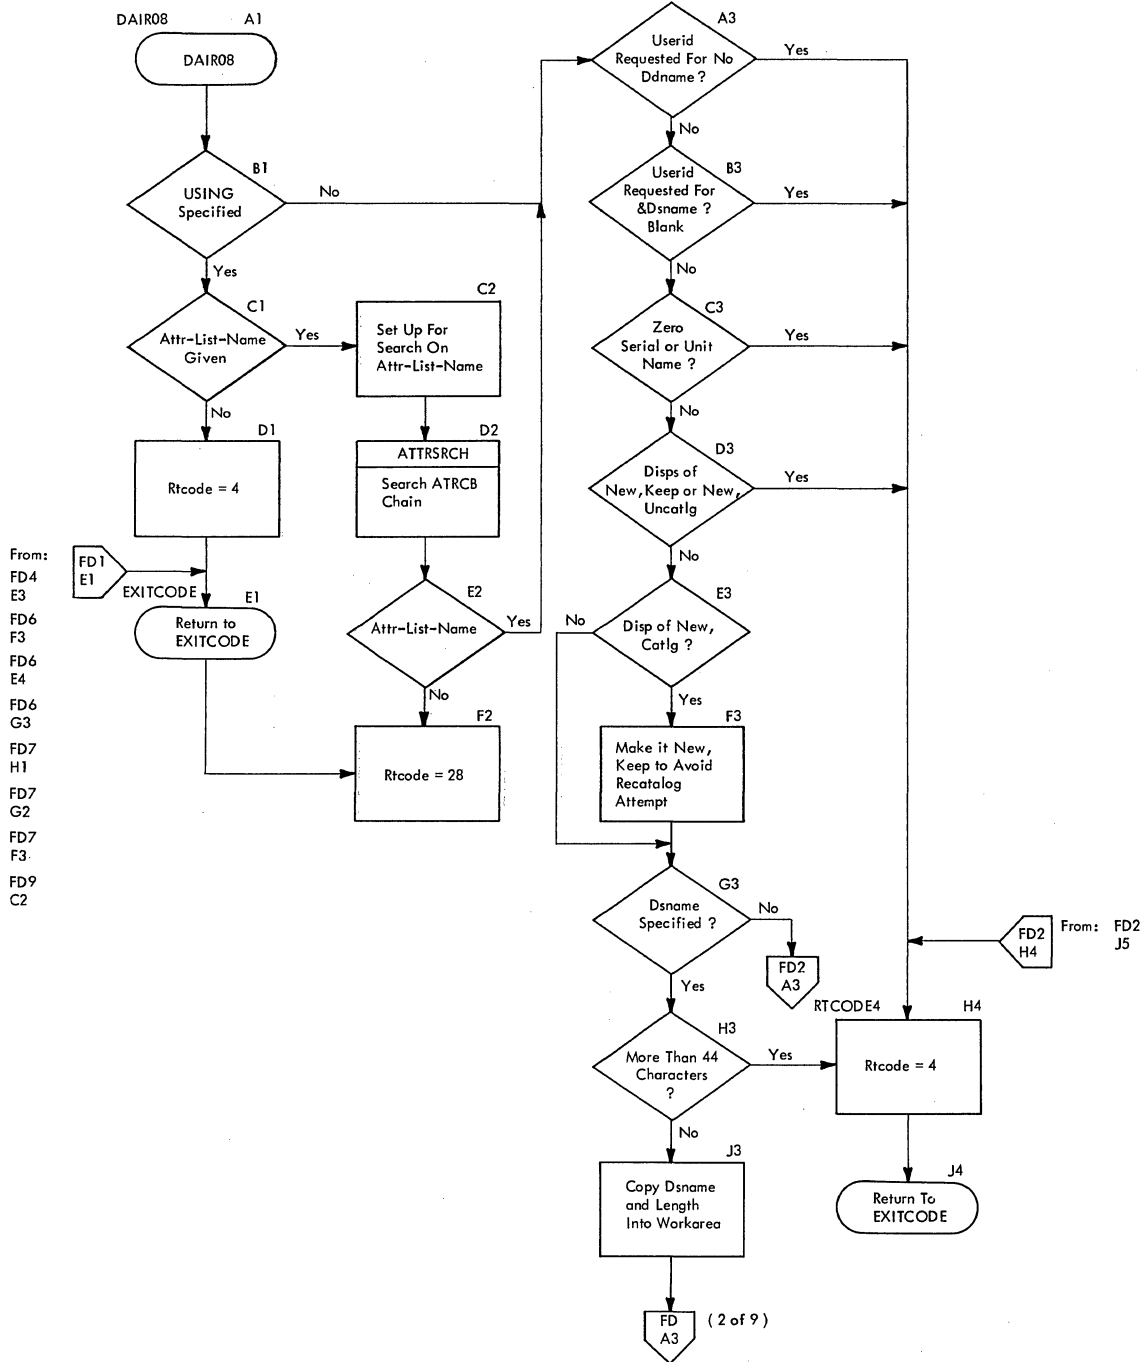 DAIR08
A1
DAIR08
B1
USING
Specified
No
Yes
C1
Attr-List-Name
Given
Yes
No
C2
Set Up For
Search On
Attr-List-Name
D1
Rtcode = 4
D2
ATTRSRCH
Search ATRCB
Chain
From:
FD4
E3
FD6
F3
FD6
E4
FD6
G3
FD7
H1
FD7
G2
FD7
F3
FD9
C2
FD1
E1
EXITCODE
E1
Return to
EXITCODE
E2
Attr-List-Name
Yes
No
F2
Rtcode = 28
A3
Userid
Requested For No
Ddname ?
Yes
No
B3
Userid
Requested For
&Dsname ?
Blank
Yes
No
C3
Zero
Serial or Unit
Name ?
Yes
No
D3
Disps of
New, Keep or New,
Uncatlg
Yes
No
E3
Disp of New,
Catlg ?
No
Yes
F3
Make it New,
Keep to Avoid
Recatalog
Attempt
G3
Dsname
Specified ?
No
FD2
A3
Yes
H3
More Than 44
Characters
?
Yes
No
J3
Copy Dsname
and Length
Into Workarea
FD
A3
( 2 of 9 )
FD2
H4
From: FD2
J5
RTCODE4
H4
Rtcode = 4
J4
Return To
EXITCODE